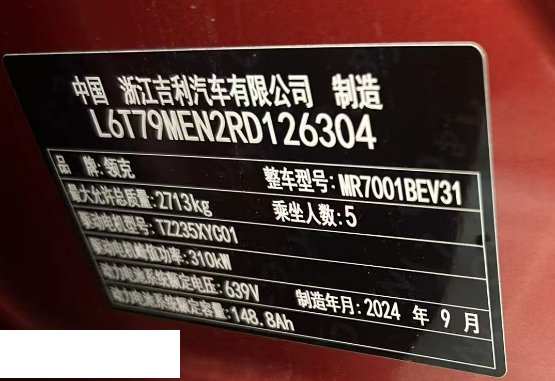 中国 浙江吉利汽车有限公司 制造
L6T79MEN2RD126304
品 牌:领克 整车型号:MR7001BEV31
最大允许总质量:2713kg 乘坐人数:5
驱动电机型号:TZ235XYC01
驱动电机峰值功率:310kW
动力电池系统额定电压:639V 制造年月:2024 年 9 月
动力电池系统额定容量:148.8Ah